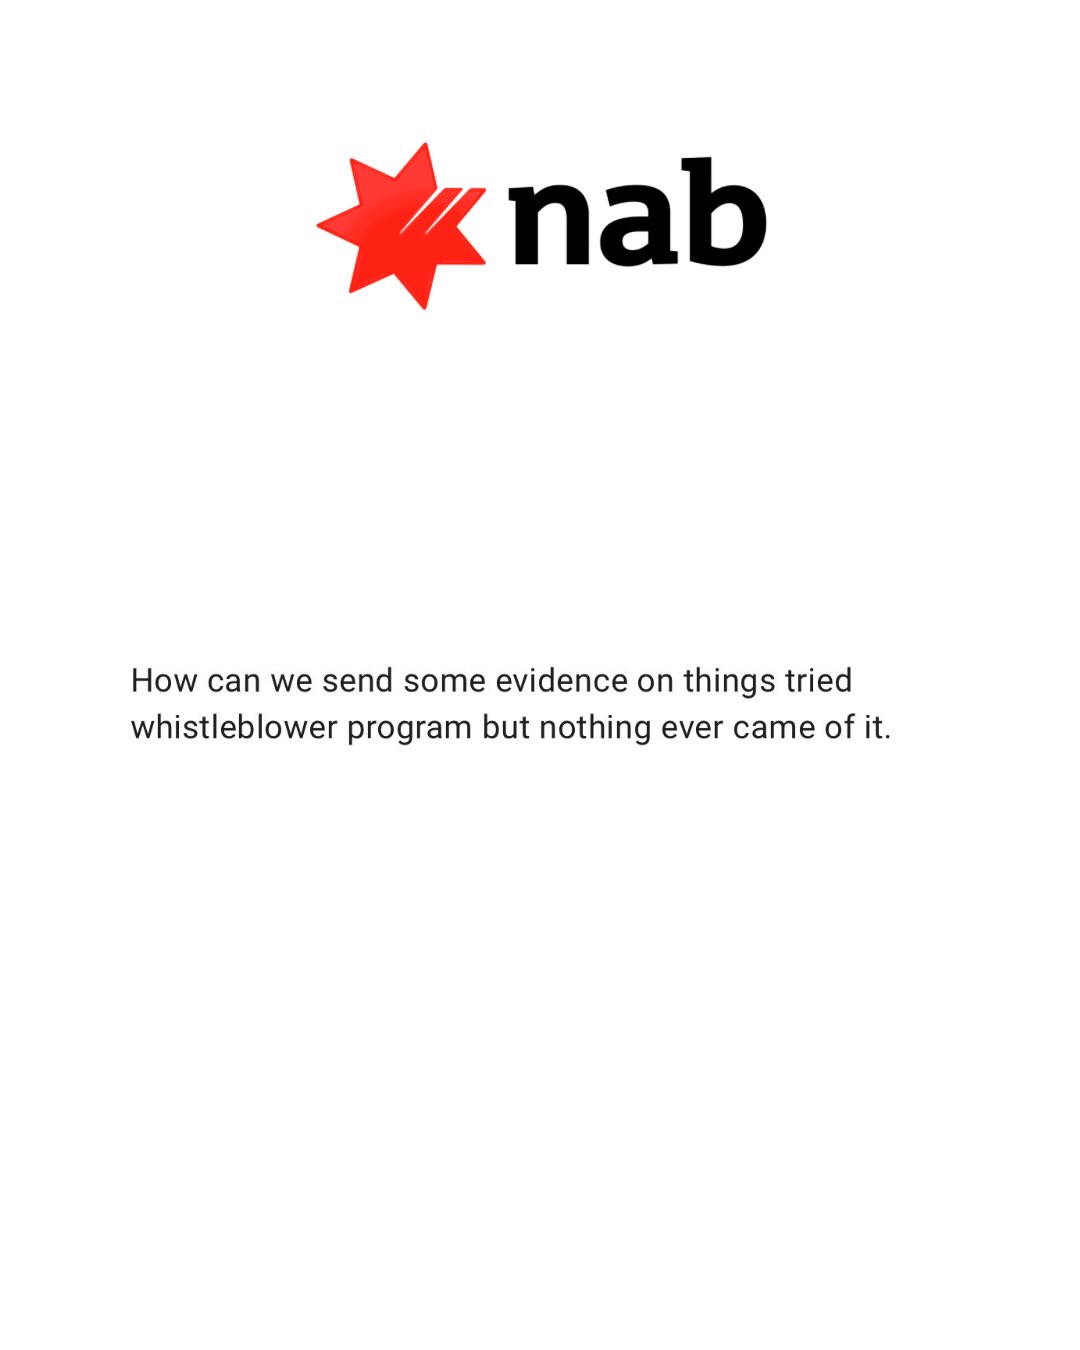 nab
How can we send some evidence on things tried
whistleblower program but nothing ever came of it.